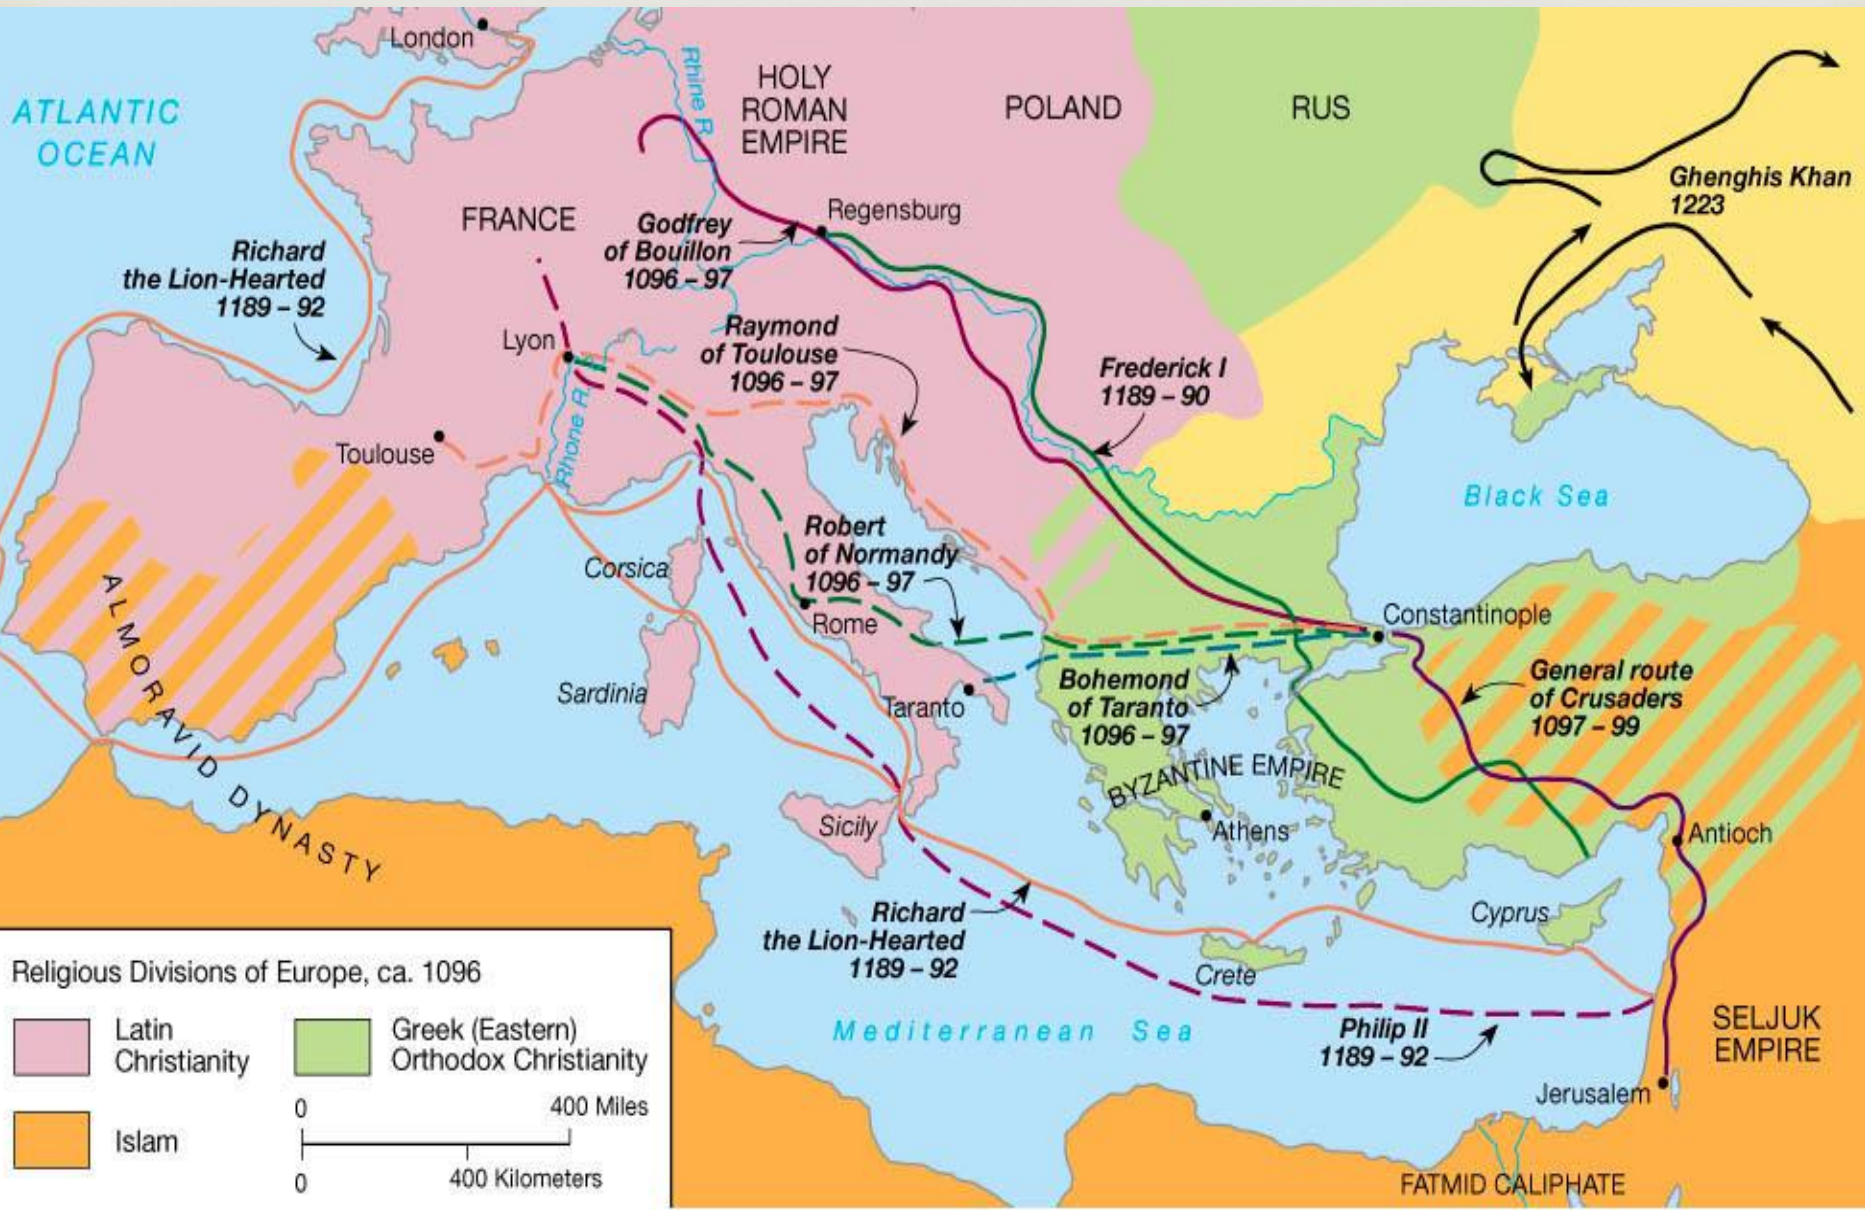 London
ATLANTIC
OCEAN
Rhine R.
HOLY
ROMAN
EMPIRE
POLAND
RUS
Ghenghis Khan
1223
FRANCE
Godfrey
of Bouillon
1096 – 97
Regensburg
Richard
the Lion-Hearted
1189 – 92
Lyon
Raymond
of Toulouse
1096 – 97
Frederick I
1189 – 90
Toulouse
Rhone R.
Black Sea
Robert
of Normandy
1096 – 97
Corsica
Rome
Constantinople
ALMORAVID DYNASTY
Sardinia
Taranto
Bohemond
of Taranto
1096 – 97
General route
of Crusaders
1097 – 99
BYZANTINE EMPIRE
Sicily
Athens
Antioch
Richard
the Lion-Hearted
1189 – 92
Cyprus
Crete
Mediterranean Sea
Philip II
1189 – 92
SELJUK
EMPIRE
Jerusalem
FATMID CALIPHATE
Religious Divisions of Europe, ca. 1096
Latin
Christianity
Greek (Eastern)
Orthodox Christianity
Islam
0 400 Miles
0 400 Kilometers